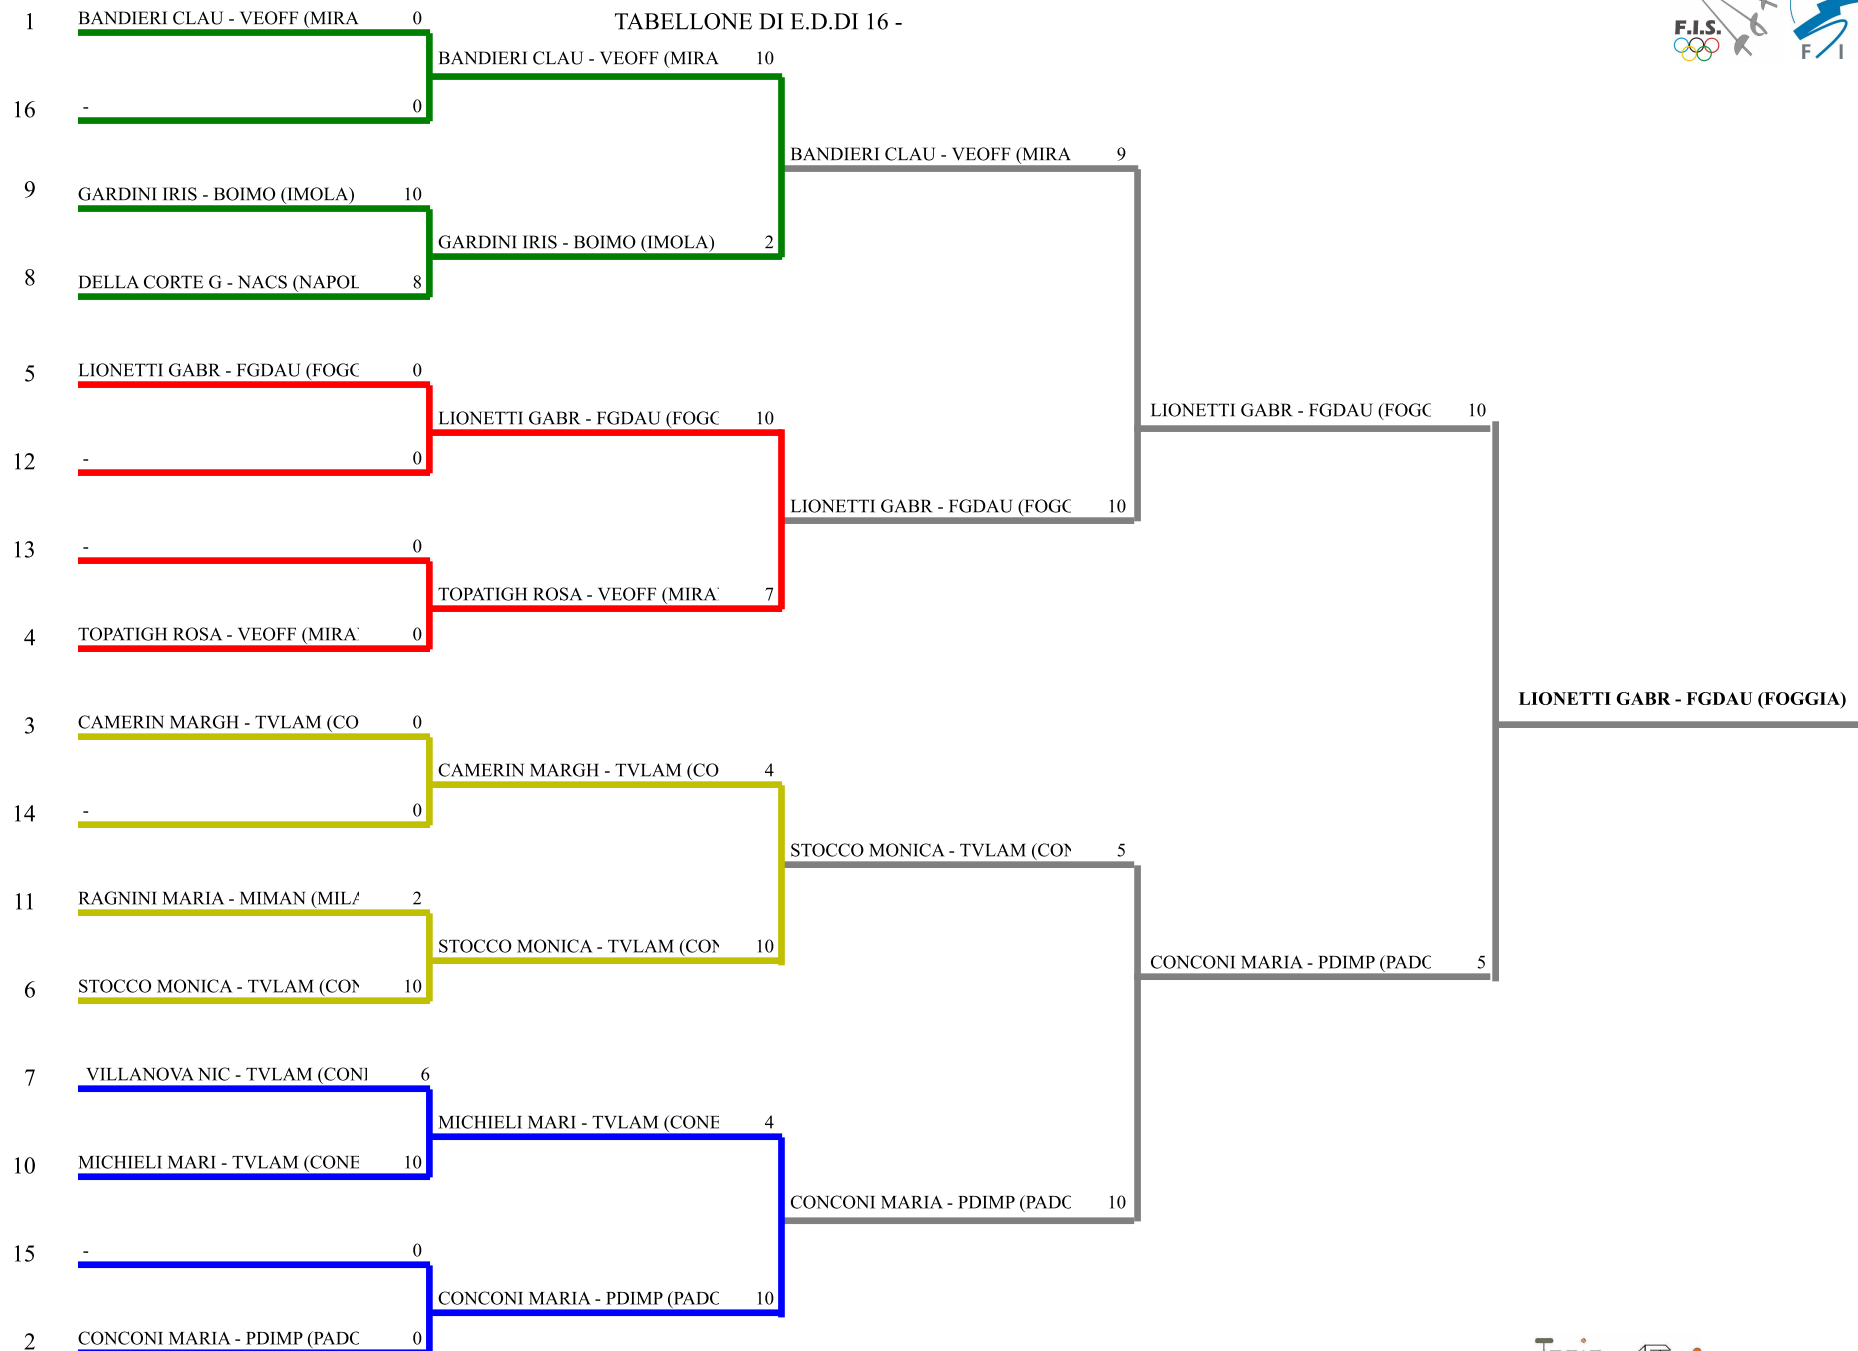 TABELLONE DI E.D.DI 16 -
F.I.S.
F I
1 BANDIERI CLAU - VEOFF (MIRA 0
BANDIERI CLAU - VEOFF (MIRA 10
16 - 0
BANDIERI CLAU - VEOFF (MIRA 9
9 GARDINI IRIS - BOIMO (IMOLA) 10
GARDINI IRIS - BOIMO (IMOLA) 2
8 DELLA CORTE G - NACS (NAPOL 8
5 LIONETTI GABR - FGDAU (FOGC 0
LIONETTI GABR - FGDAU (FOGC 10
LIONETTI GABR - FGDAU (FOGC 10
12 - 0
LIONETTI GABR - FGDAU (FOGC 10
13 - 0
TOPATIGH ROSA - VEOFF (MIRA 7
4 TOPATIGH ROSA - VEOFF (MIRA 0
LIONETTI GABR - FGDAU (FOGGIA)
3 CAMERIN MARGH - TVLAM (CO 0
CAMERIN MARGH - TVLAM (CO 4
14 - 0
STOCCO MONICA - TVLAM (CON 5
11 RAGNINI MARIA - MIMAN (MILA 2
STOCCO MONICA - TVLAM (CON 10
CONCONI MARIA - PDIMP (PADC 5
6 STOCCO MONICA - TVLAM (CON 10
7 VILLANOVA NIC - TVLAM (CONI 6
MICHIELI MARI - TVLAM (CONE 4
10 MICHIELI MARI - TVLAM (CONE 10
CONCONI MARIA - PDIMP (PADC 10
15 - 0
CONCONI MARIA - PDIMP (PADC 10
2 CONCONI MARIA - PDIMP (PADC 0